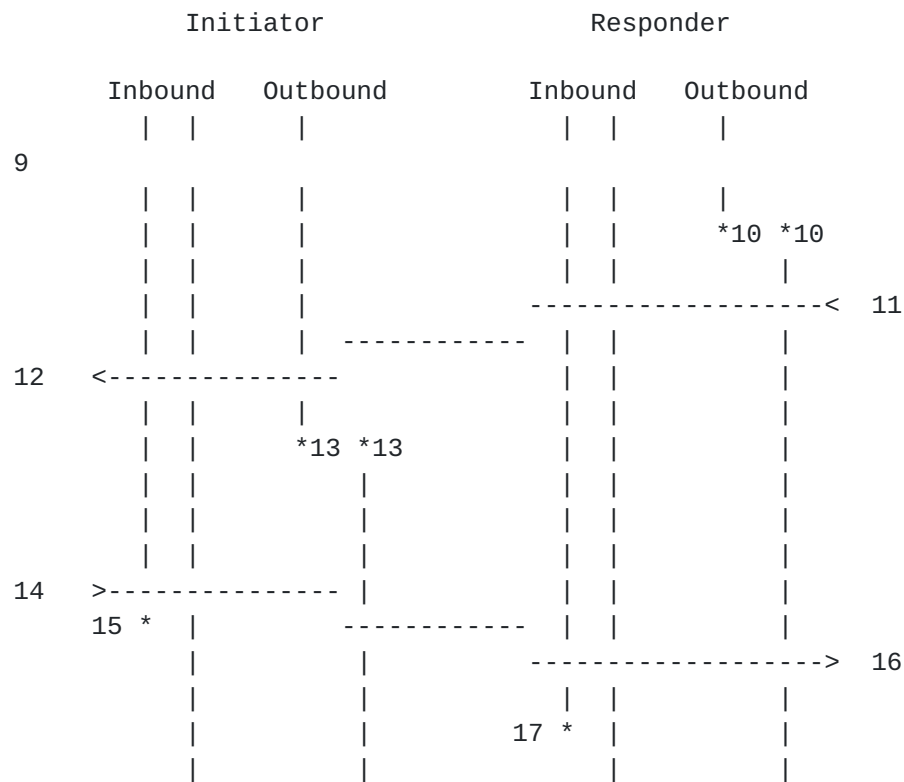 Initiator Responder
Inbound Outbound Inbound Outbound
| | | | | |
9
| | | | | |
| | | | | *10 *10
| | | | | |
| | | ------------------->< 11
| | | ------------ | | |
12 <--------------- | | |
| | | | | |
| | *13 *13 | | |
| | | | | |
| | | | | |
| | | | | |
14 >--------------- | | | |
15 * | ------------ | | |
| | -------------------> 16
| | | | |
| | 17 * | |
| | | |